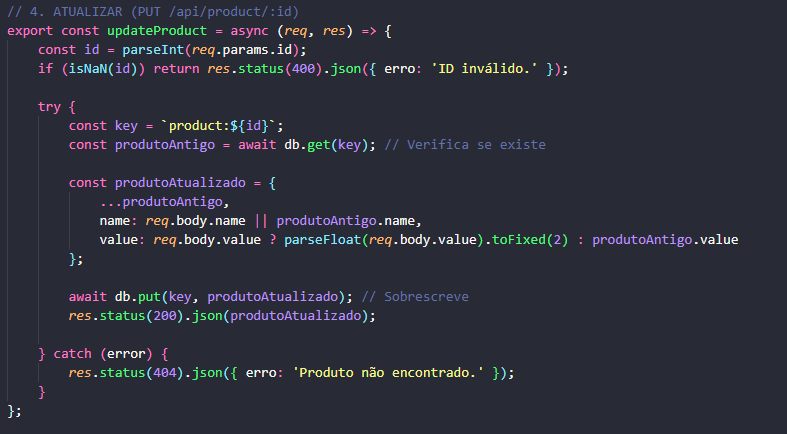 // 4. ATUALIZAR (PUT /api/product/:id)
export const updateProduct = async (req, res) => {
    const id = parseInt(req.params.id);
    if (isNaN(id)) return res.status(400).json({ erro: 'ID inválido.' });

    try {
        const key = `product:${id}`;
        const produtoAntigo = await db.get(key); // Verifica se existe

        const produtoAtualizado = {
            ...produtoAntigo,
            name: req.body.name || produtoAntigo.name,
            value: req.body.value ? parseFloat(req.body.value).toFixed(2) : produtoAntigo.value
        };

        await db.put(key, produtoAtualizado); // Sobrescreve
        res.status(200).json(produtoAtualizado);

    } catch (error) {
        res.status(404).json({ erro: 'Produto não encontrado.' });
    }
};